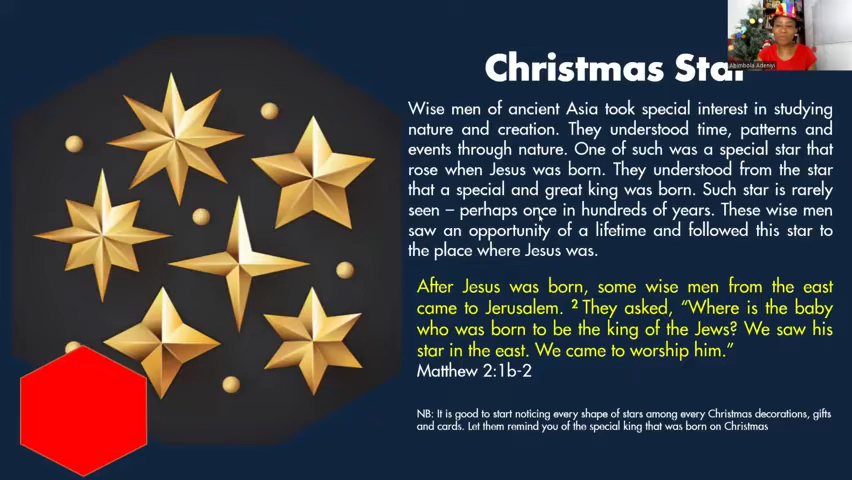 Christmas Star
Wise men of ancient Asia took special interest in studying
nature and creation. They understood time, patterns and
events through nature. One of such was a special star that
rose when Jesus was born. They understood from the star
that a special and great king was born. Such star is rarely
seen – perhaps once in hundreds of years. These wise men
saw an opportunity of a lifetime and followed this star to
the place where Jesus was.
After Jesus was born, some wise men from the east
came to Jerusalem. ² They asked, “Where is the baby
who was born to be the king of the Jews? We saw his
star in the east. We came to worship him.”
Matthew 2:1b-2
NB: It is good to start noticing every shape of stars among every Christmas decorations, gifts
and cards. Let them remind you of the special king that was born on Christmas
Abimbola Adeniyi